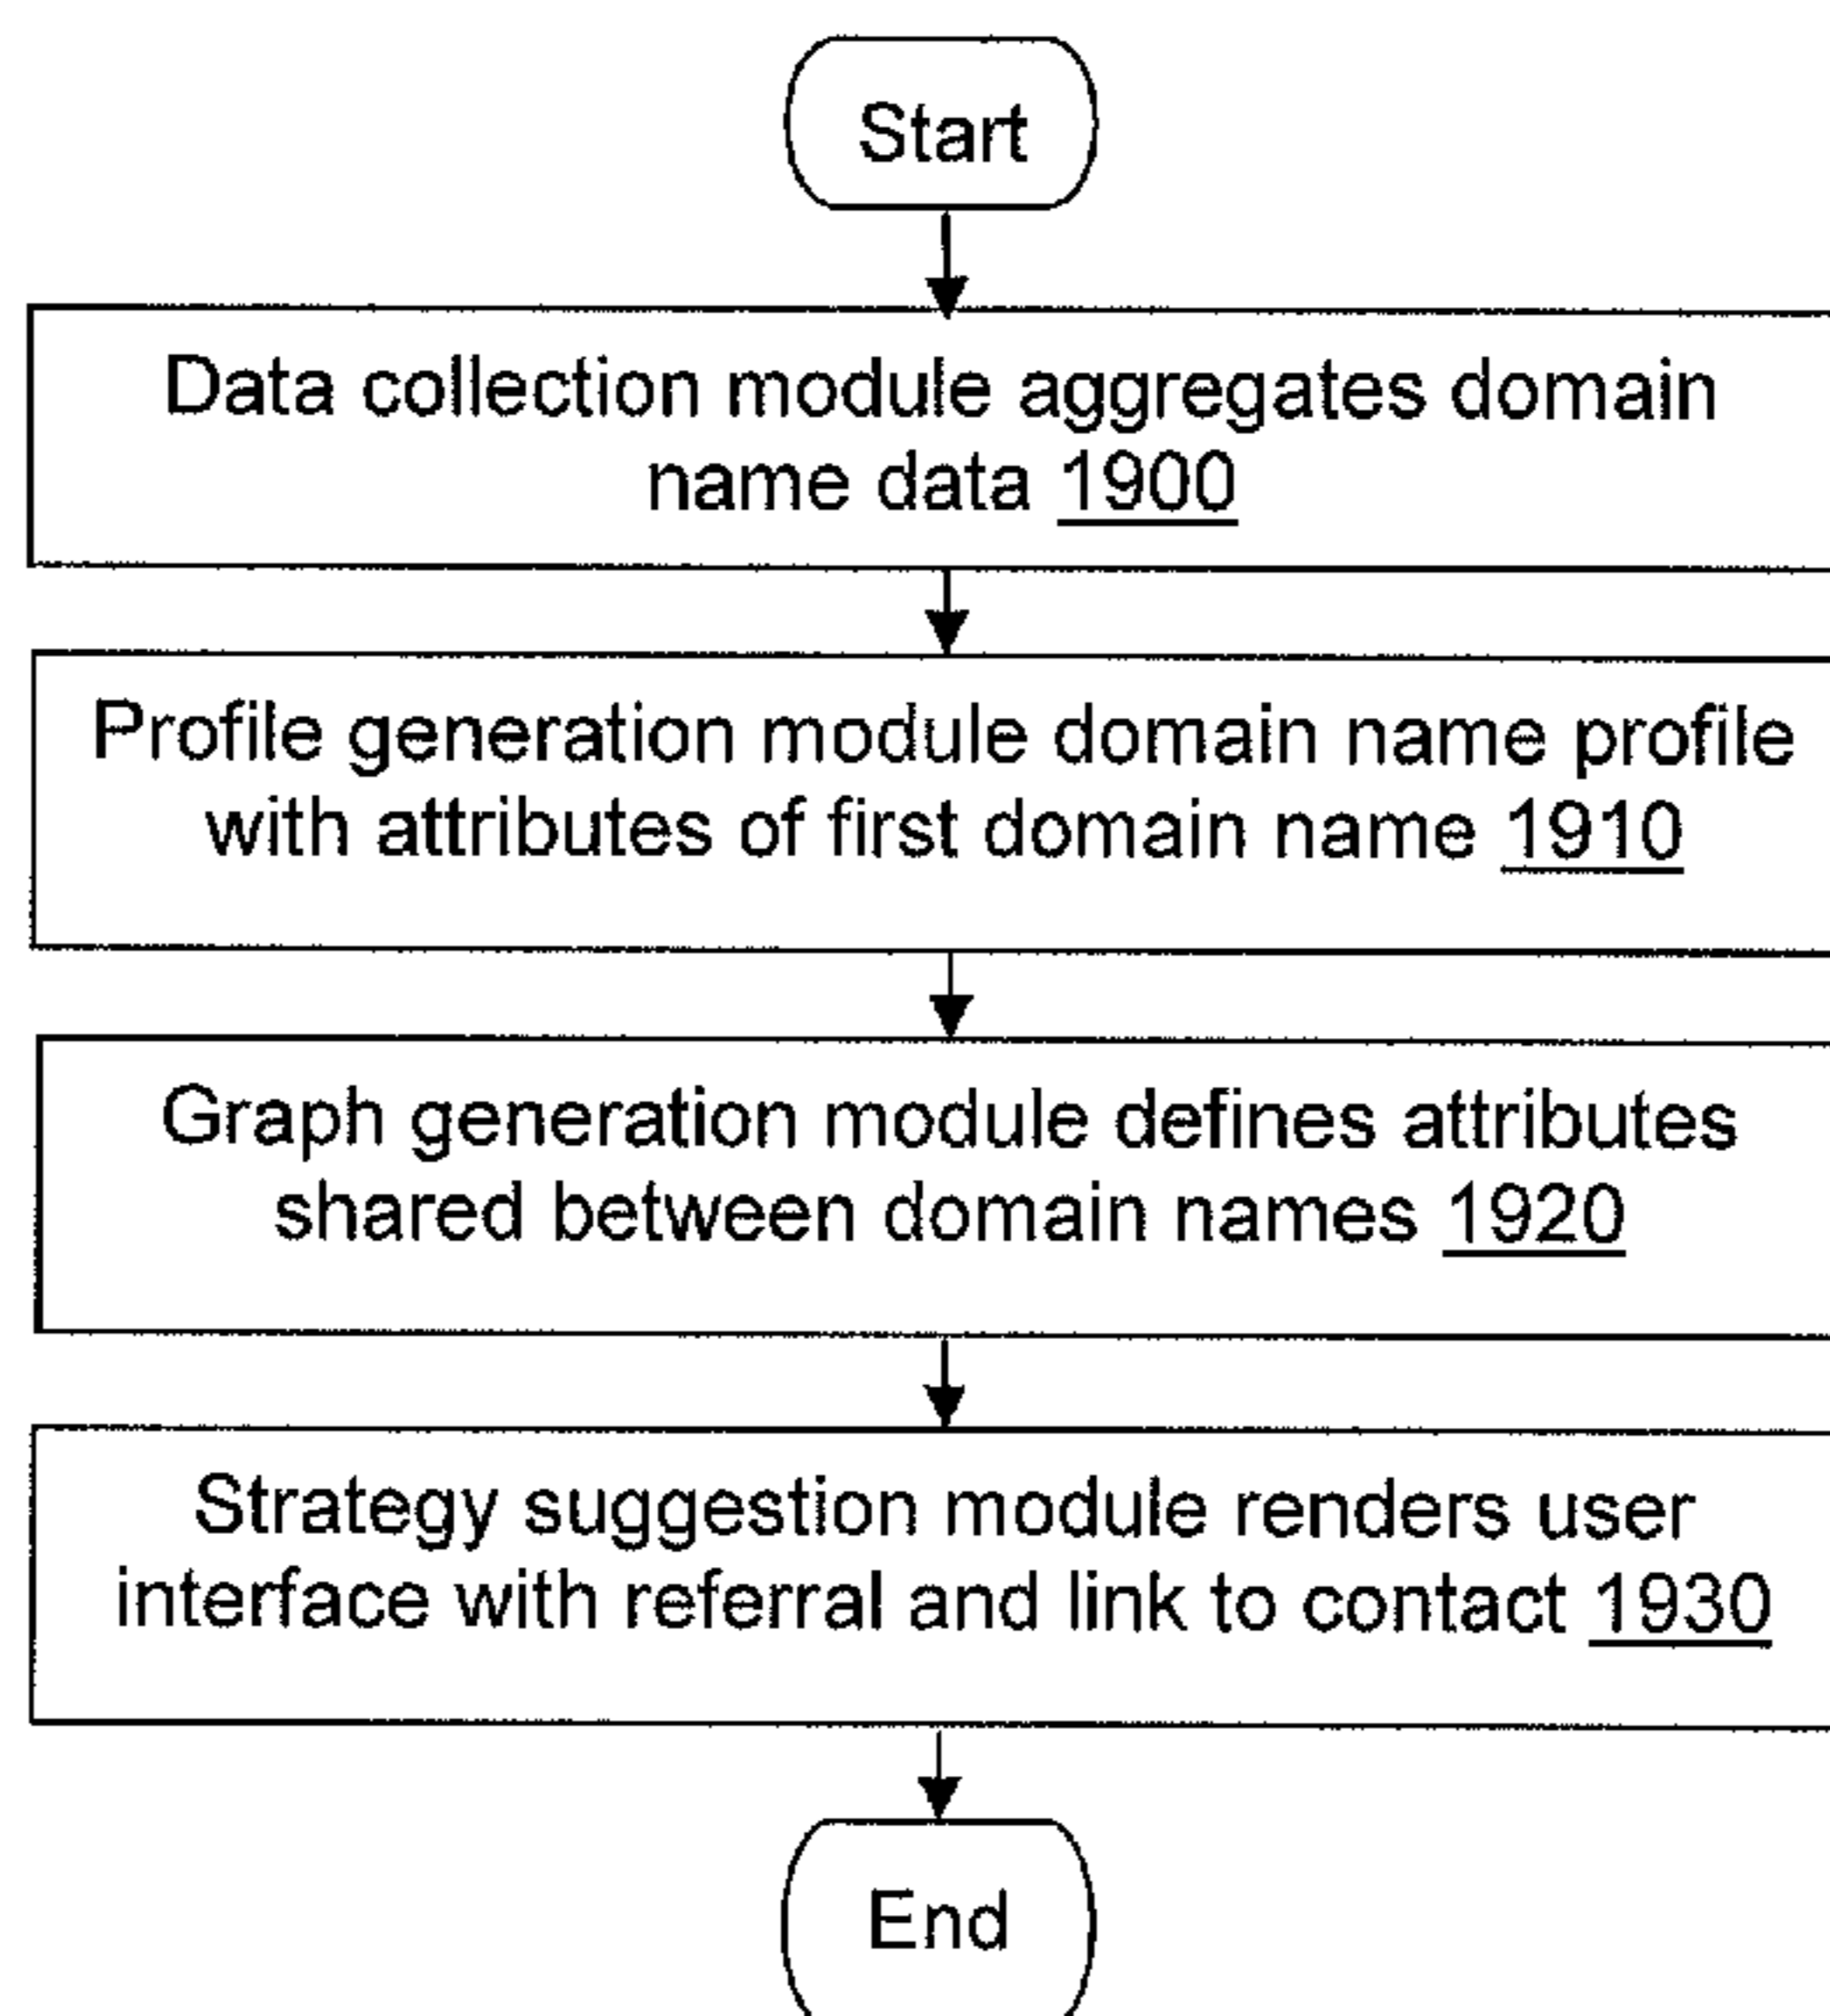 Start
Data collection module aggregates domain
name data 1900
Profile generation module domain name profile
with attributes of first domain name 1910
Graph generation module defines attributes
shared between domain names 1920
Strategy suggestion module renders user
interface with referral and link to contact 1930
End